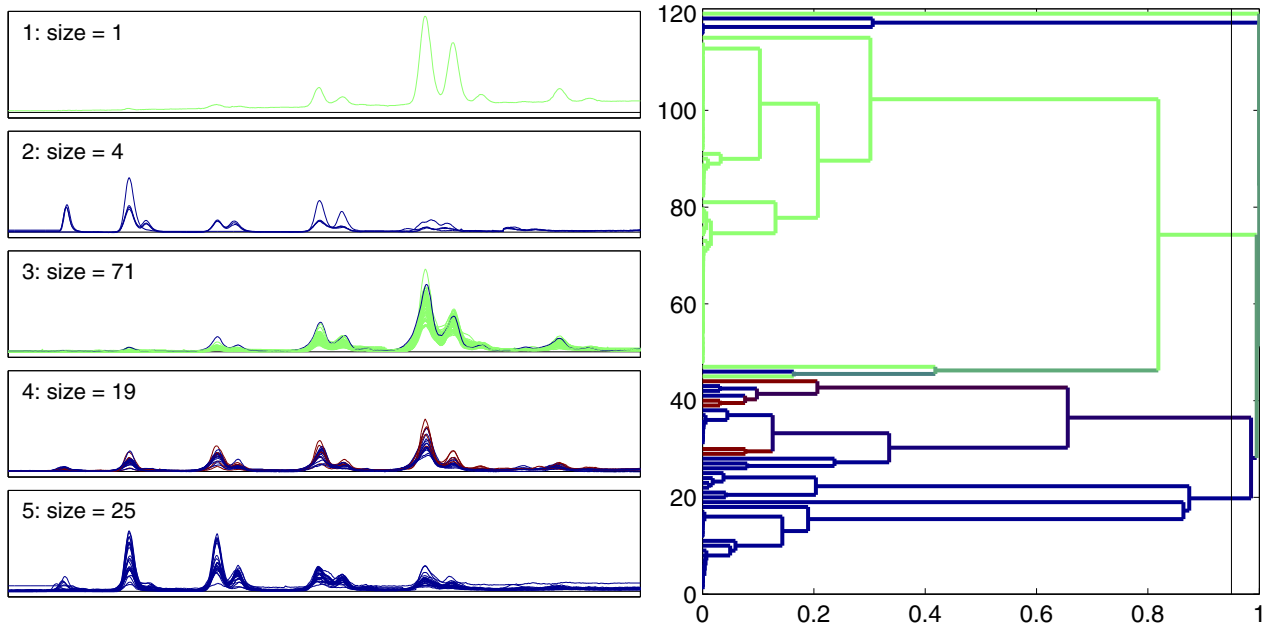 1: size = 1
2: size = 4
3: size = 71
4: size = 19
5: size = 25
120
100
80
60
40
20
0
0 0.2 0.4 0.6 0.8 1